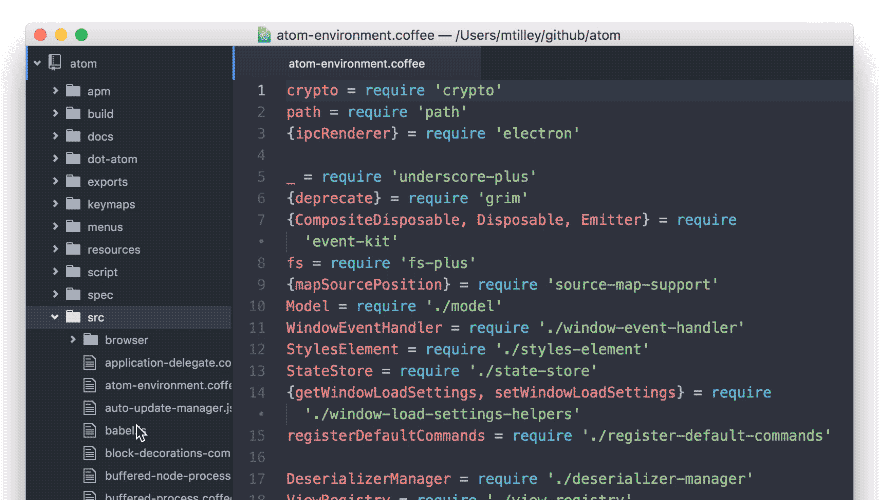 atom-environment.coffee — /Users/mtilley/github/atom
atom
apm
build
docs
dot-atom
exports
keymaps
menus
resources
script
spec
src
browser
application-delegate.co
atom-environment.coffe
auto-update-manager.js
babel.js
block-decorations-com
buffered-node-process
buffered-process.coffee
atom-environment.coffee
1 crypto = require 'crypto'
2 path = require 'path'
3 {ipcRenderer} = require 'electron'
4
5 _ = require 'underscore-plus'
6 {deprecate} = require 'grim'
7 {CompositeDisposable, Disposable, Emitter} = require
• 'event-kit'
8 fs = require 'fs-plus'
9 {mapSourcePosition} = require 'source-map-support'
10 Model = require './model'
11 WindowEventHandler = require './window-event-handler'
12 StylesElement = require './styles-element'
13 StateStore = require './state-store'
14 {getWindowLoadSettings, setWindowLoadSettings} = require
• './window-load-settings-helpers'
15 registerDefaultCommands = require './register-default-commands'
16
17 DeserializerManager = require './deserializer-manager'
18 ViewRegistry = require './view-registry'